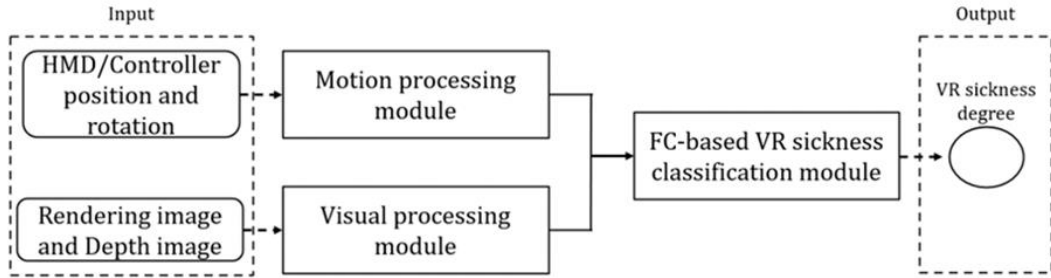 Input
HMD/Controller
position and
rotation
Rendering image
and Depth image
Motion processing
module
Visual processing
module
FC-based VR sickness
classification module
Output
VR sickness
degree